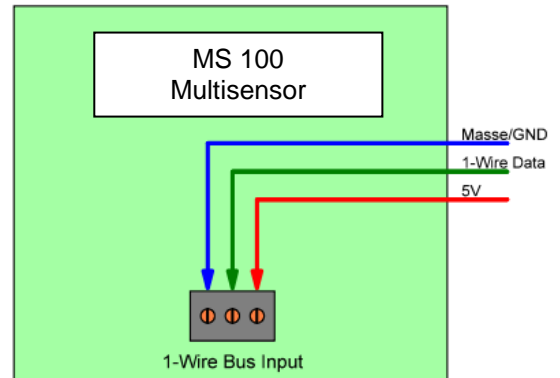 MS 100
Multisensor
Masse/GND
1-Wire Data
5V
1-Wire Bus Input